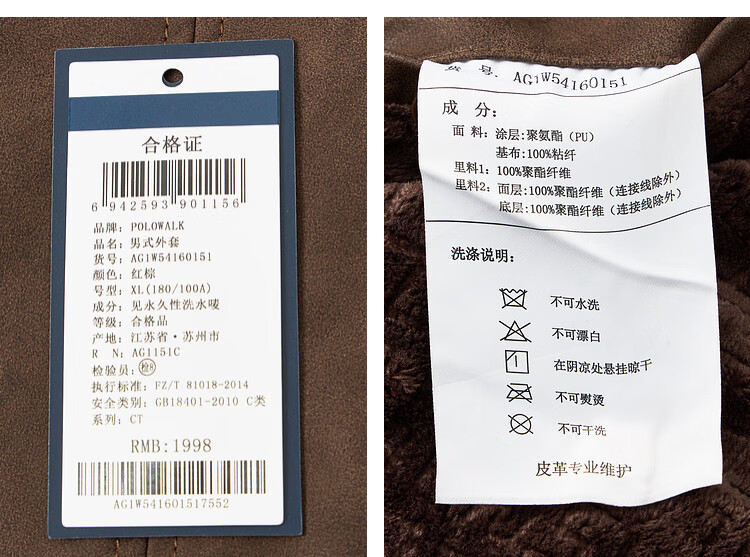 合格证
6 942593 901156
品牌: POLOWALK
品名: 男式外套
货号: AG1W54160151
颜色: 红棕
号型: XL(180/100A)
成分: 见永久性洗水唛
等级: 合格品
产地: 江苏省·苏州市
R N: AG1151C
检验员: 检8
执行标准: FZ/T 81018-2014
安全类别: GB18401-2010 C类
系列: CT
RMB:1998
AG1W541601517552
货 号. AG1W54160151
成 分:
面 料: 涂层:聚氨酯(PU)
基布:100%粘纤
里料1: 100%聚酯纤维
里料2: 面层:100%聚酯纤维(连接线除外)
底层:100%聚酯纤维(连接线除外)
洗涤说明:
不可水洗
不可漂白
在阴凉处悬挂晾干
不可熨烫
不可干洗
皮革专业维护